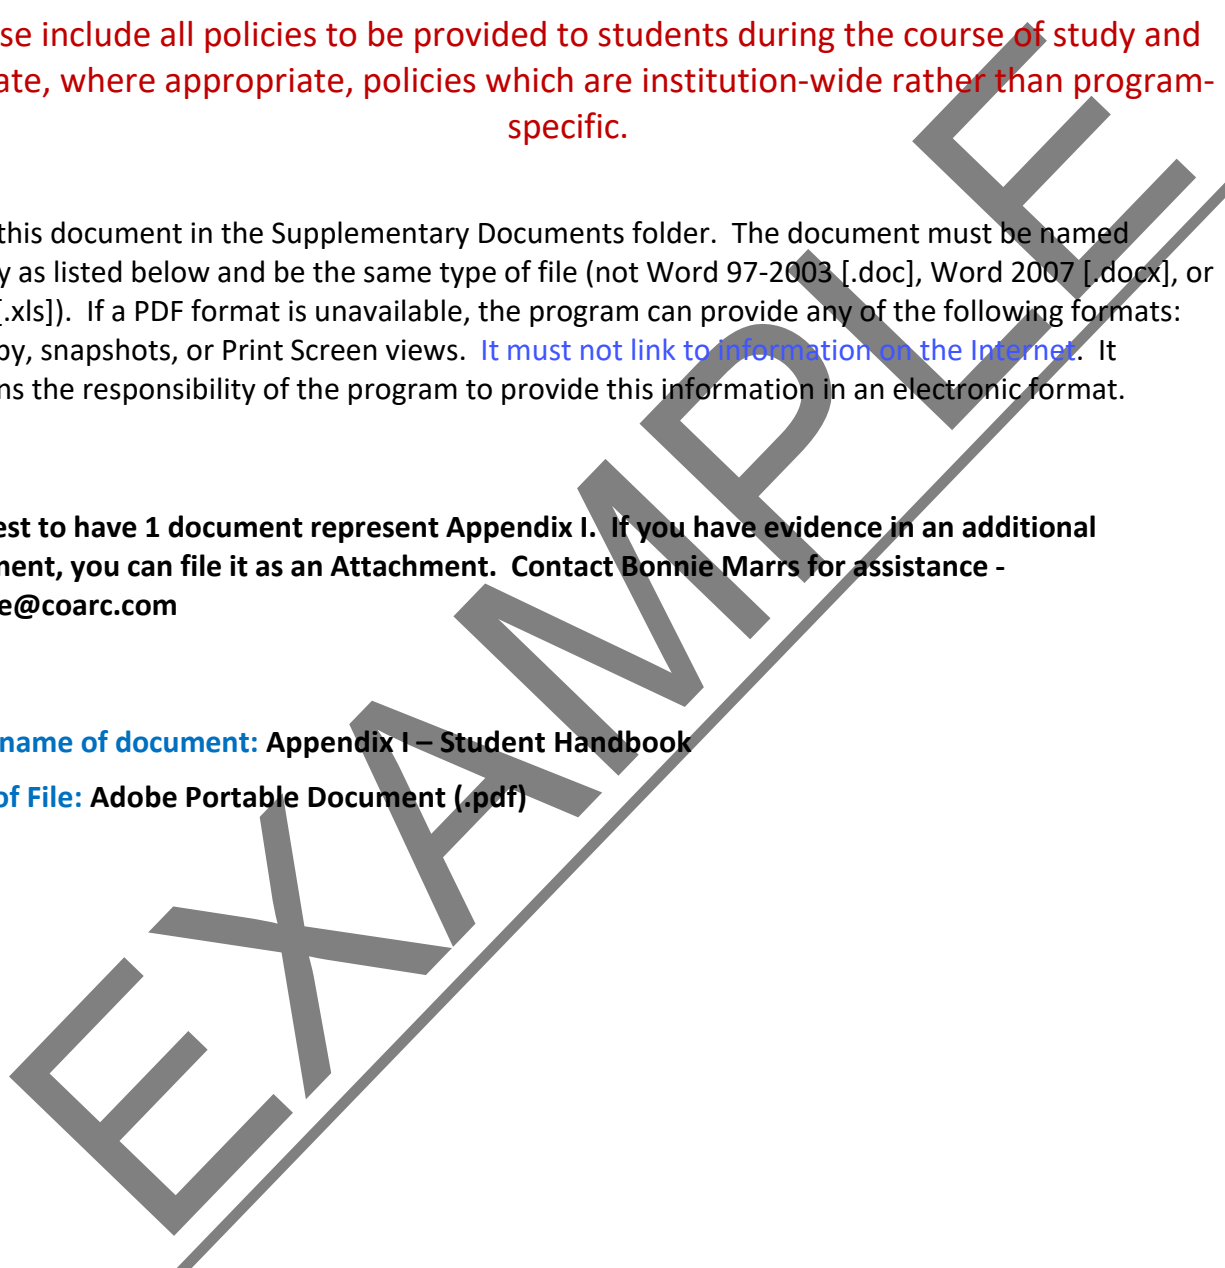 se include all policies to be provided to students during the course of study and
ate, where appropriate, policies which are institution-wide rather than program-
specific.
this document in the Supplementary Documents folder.  The document must be named
y as listed below and be the same type of file (not Word 97-2003 [.doc], Word 2007 [.docx], or
[.xls]).  If a PDF format is unavailable, the program can provide any of the following formats:
py, snapshots, or Print Screen views.  It must not link to information on the Internet.  It
ns the responsibility of the program to provide this information in an electronic format.
est to have 1 document represent Appendix I.  If you have evidence in an additional
ment, you can file it as an Attachment.  Contact Bonnie Marrs for assistance -
e@coarc.com
name of document: Appendix I – Student Handbook
of File: Adobe Portable Document (.pdf)
EXAMPLE